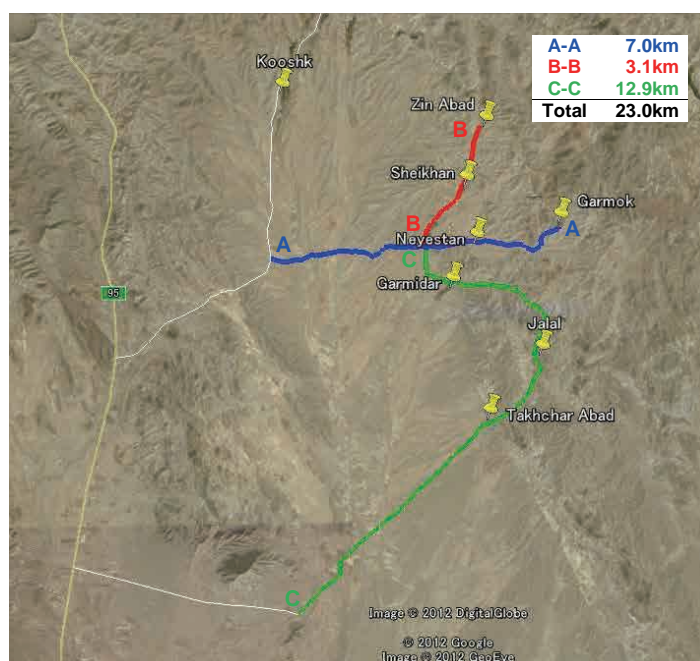 A-A 7.0km
B-B 3.1km
C-C 12.9km
Total 23.0km
Kooshk
Zin Abad
B
Sheikhan
Garmok
B
A
A
Neyestan
C
Garmidar
95
Jalal
Takhchar Abad
C
Image © 2012 DigitalGlobe
© 2012 Google
Image © 2012 GeoEye